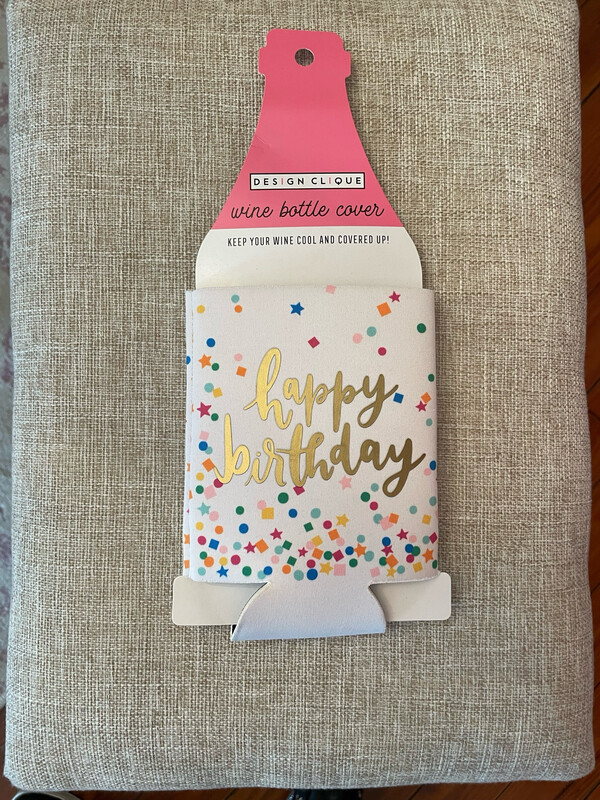 DESIGN CLIQUE
wine bottle cover
KEEP YOUR WINE COOL AND COVERED UP!
happy
birthday